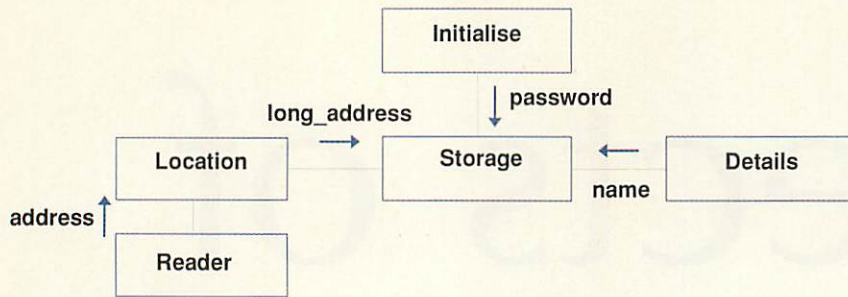 Initialise
password
long_address
Location
Storage
Details
name
address
Reader